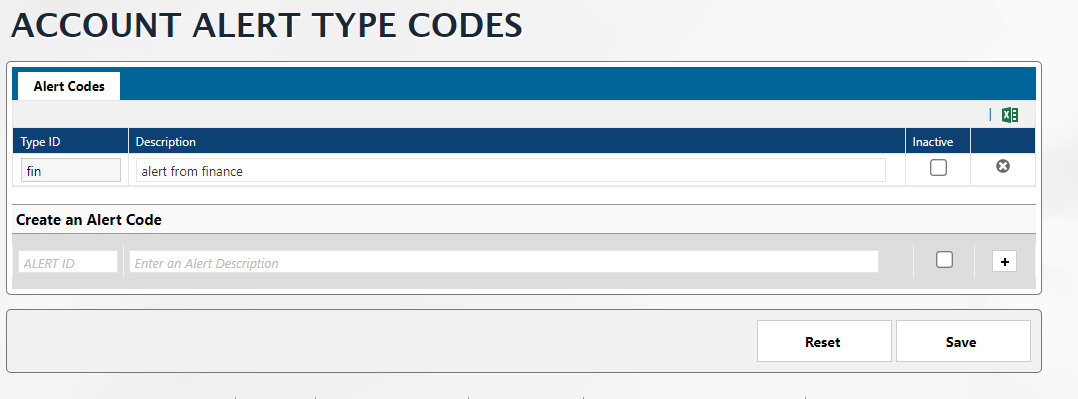 ACCOUNT ALERT TYPE CODES
Alert Codes
Type ID Description Inactive
fin alert from finance
Create an Alert Code
ALERT ID Enter an Alert Description +
Reset Save